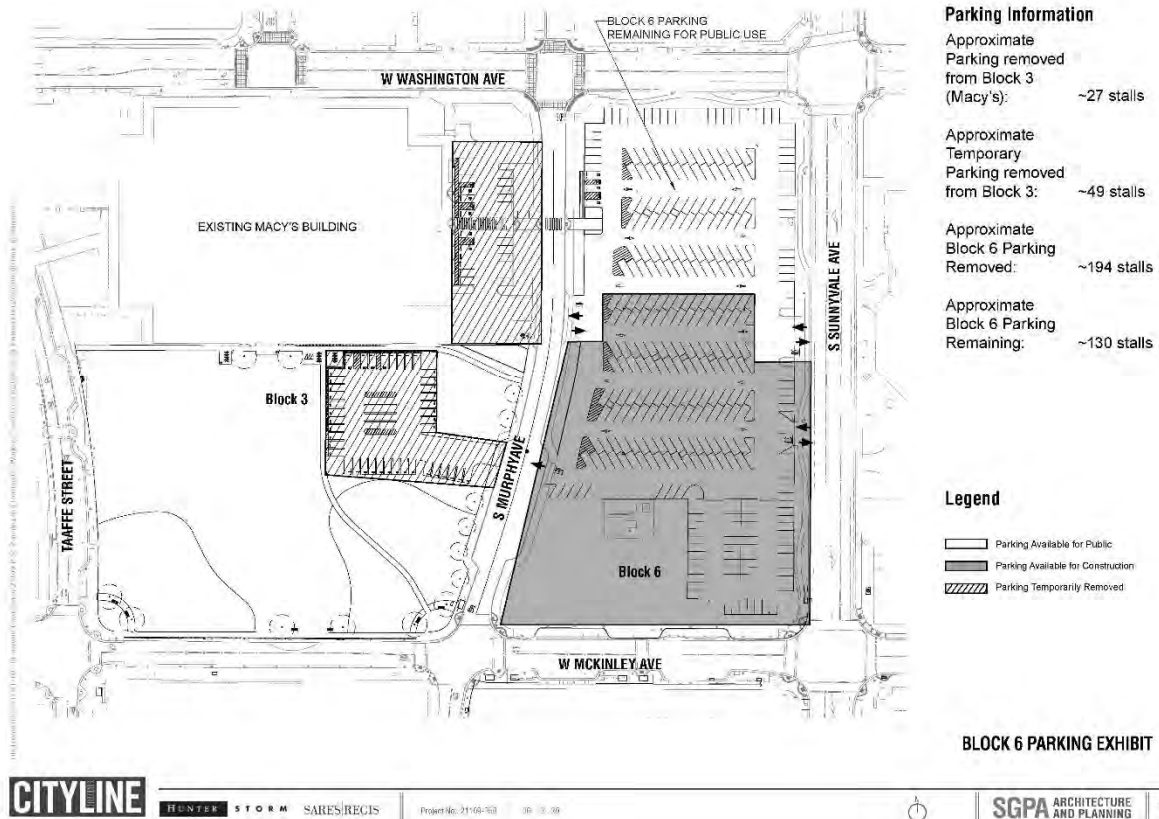 BLOCK 6 PARKING
REMAINING FOR PUBLIC USE
W WASHINGTON AVE
EXISTING MACY'S BUILDING
S SUNNYVALE AVE
Block 3
S MURPHYAVE
TAAFFE STREET
Block 6
W MCKINLEY AVE
Parking Information
Approximate
Parking removed
from Block 3
(Macy's): ~27 stalls
Approximate
Temporary
Parking removed
from Block 3: ~49 stalls
Approximate
Block 6 Parking
Removed: ~194 stalls
Approximate
Block 6 Parking
Remaining: ~130 stalls
Legend
Parking Available for Public
Parking Available for Construction
Parking Temporarily Removed
BLOCK 6 PARKING EXHIBIT
CITYLINE
HUNTER STORM
SARES REGIS
Project No.
SGPA ARCHITECTURE
AND PLANNING